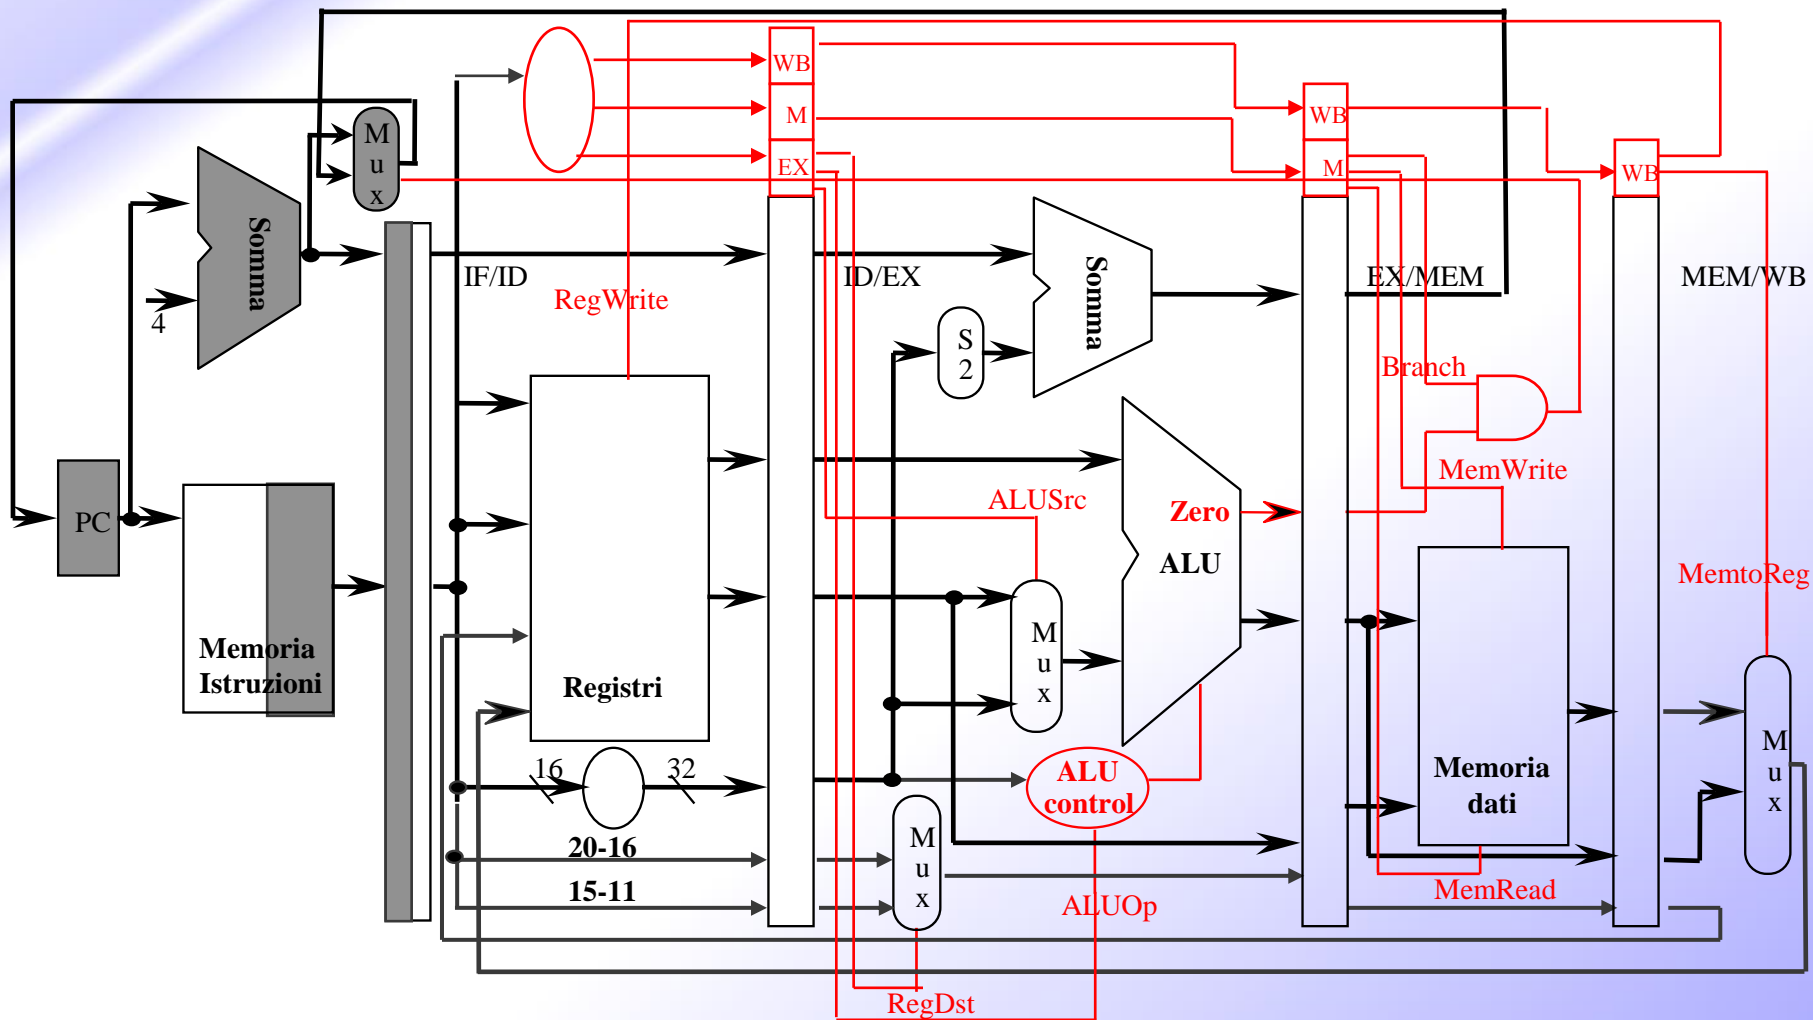 WB
M
EX
WB
M
WB
M
u
x
Somma
4
IF/ID
RegWrite
ID/EX
Somma
EX/MEM
MEM/WB
S
2
Branch
PC
Memoria
Istruzioni
Registri
ALUSrc
Zero
ALU
MemWrite
MemtoReg
M
u
x
16
32
ALU
control
Memoria
dati
M
u
x
20-16
15-11
M
u
x
ALUOp
MemRead
RegDst